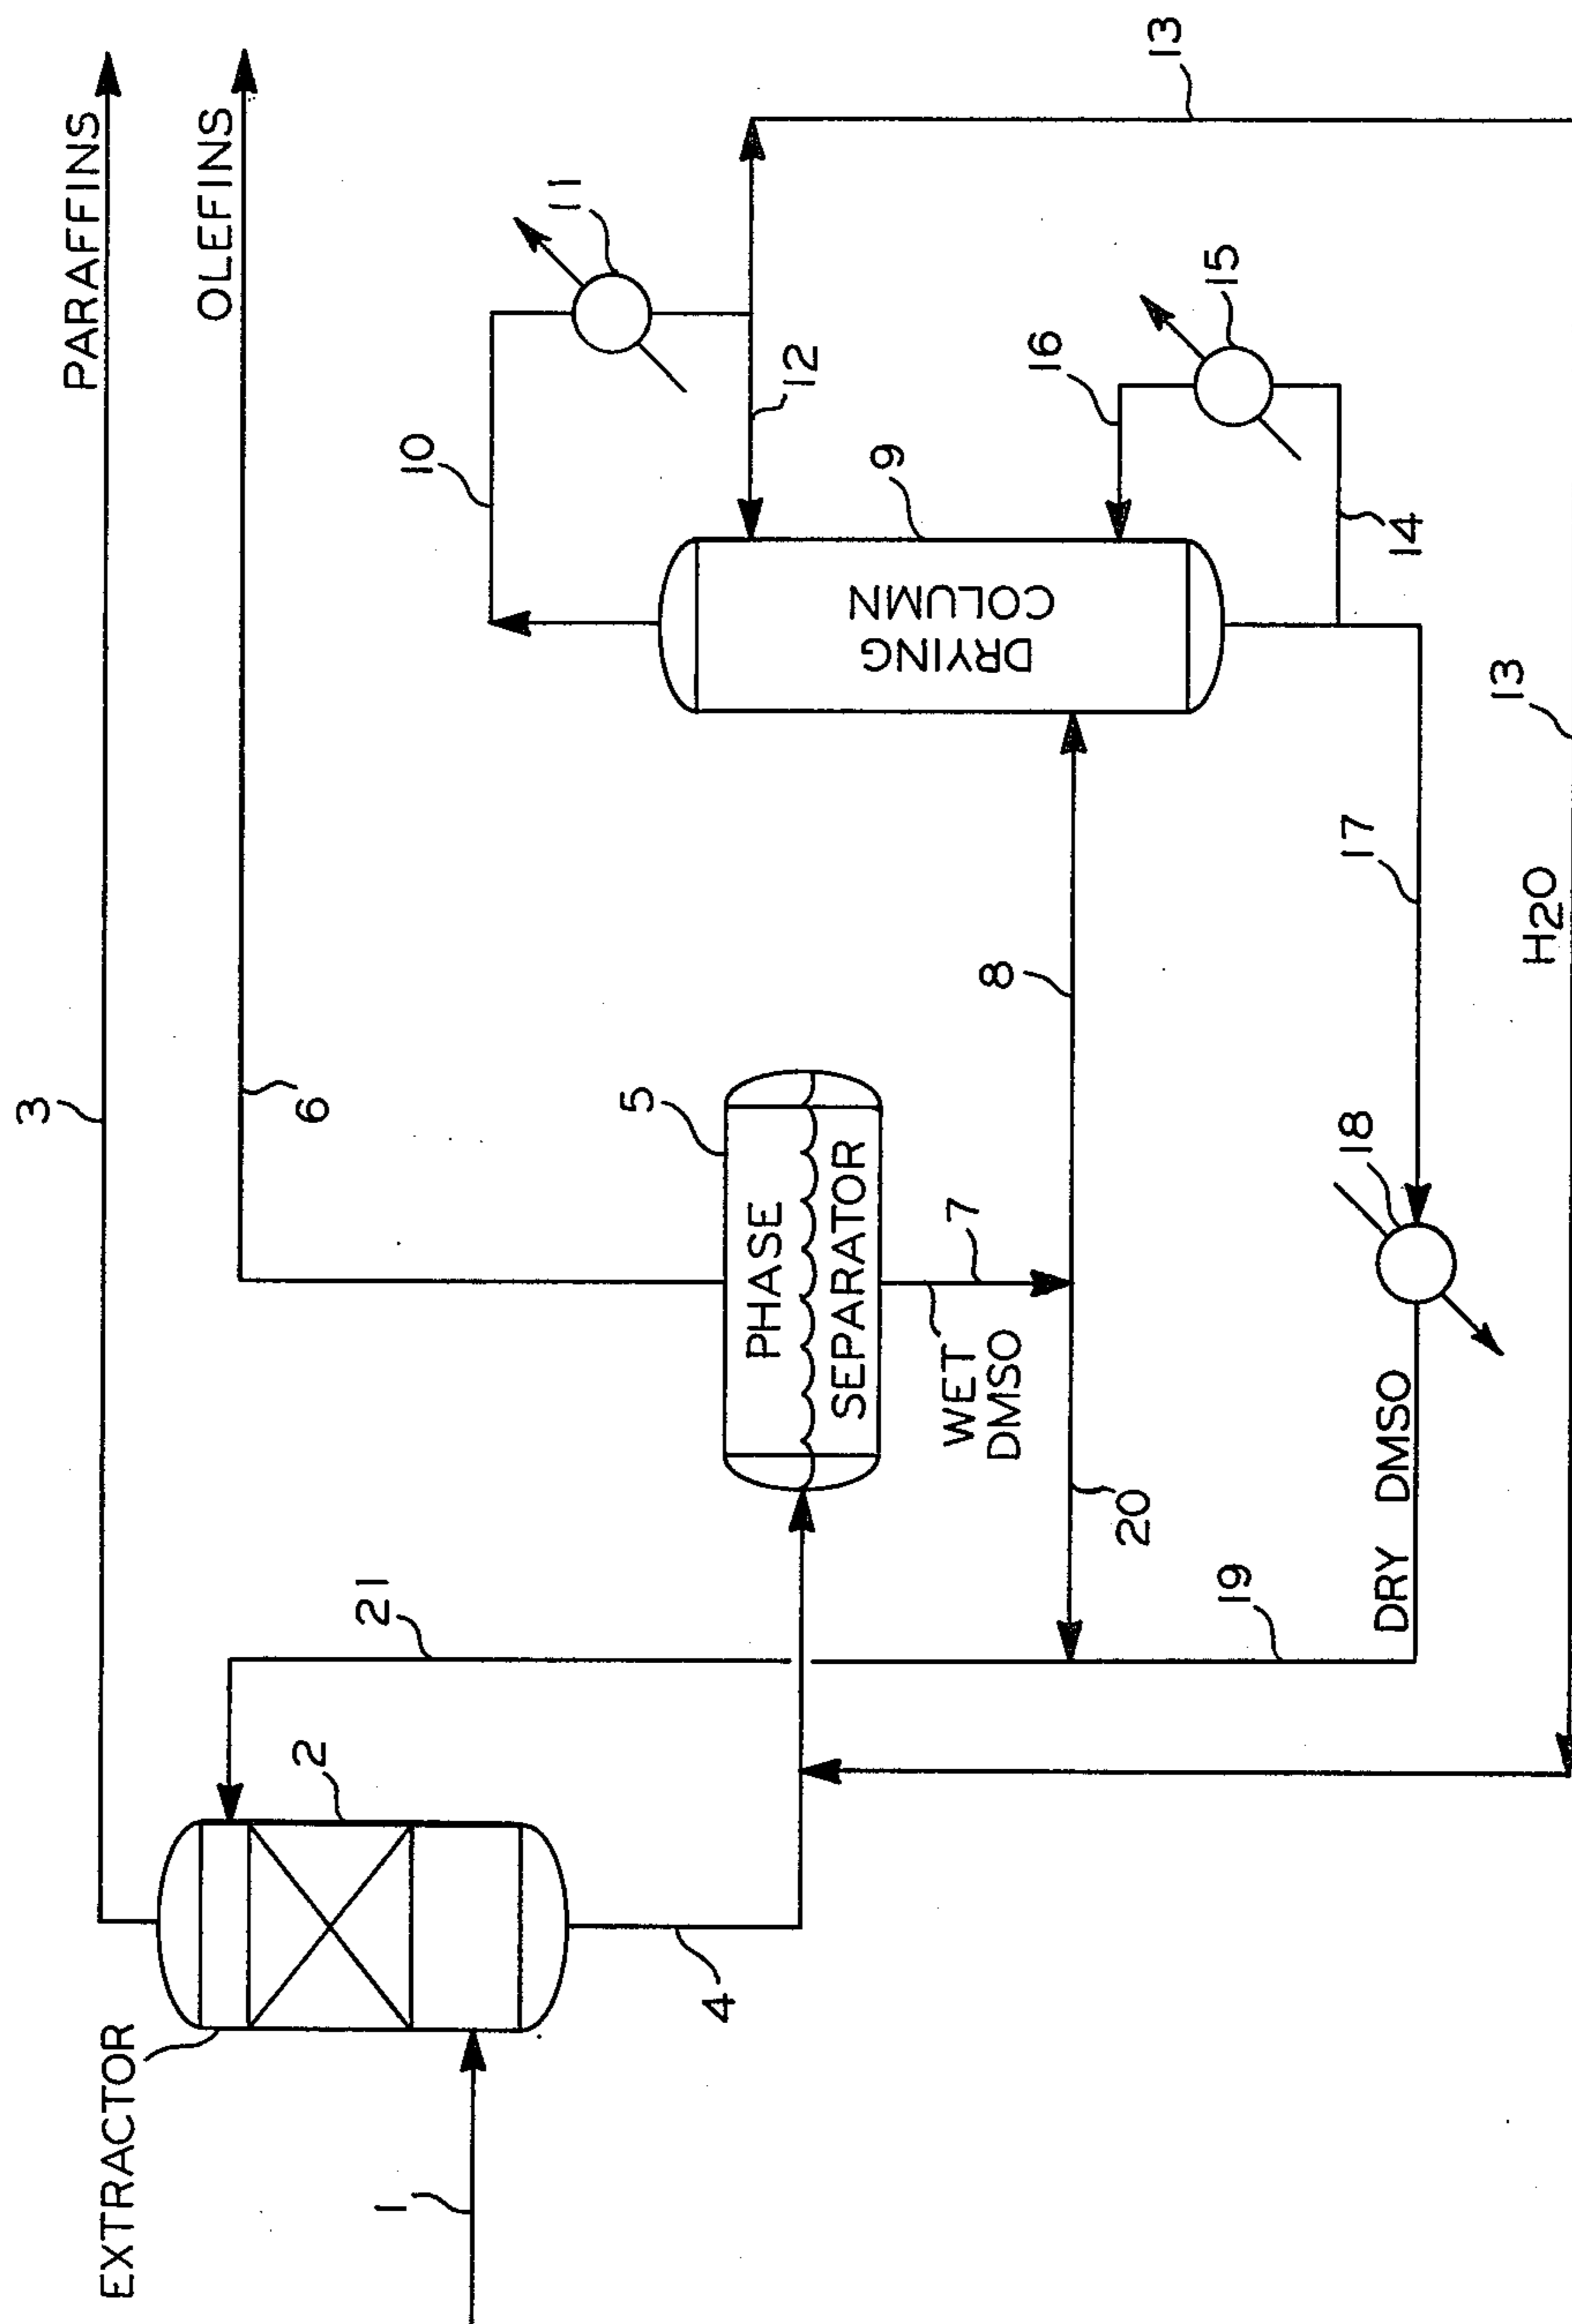 PARAFFINS
OLEFINS
3
6
13
11
10
12
EXTRACTOR
2
21
5
PHASE
SEPARATOR
9
DRYING
COLUMN
15
16
14
1
4
WET
DMSO
7
8
20
19
DRY DMSO
18
17
H20
13